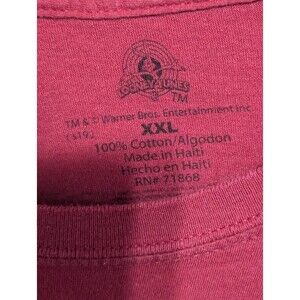 LOONEY TUNES
TM
TM & © Warner Bros. Entertainment Inc
(s19)
XXL
100% Cotton/Algodon
Made in Haiti
Hecho en Haiti
RN# 71868